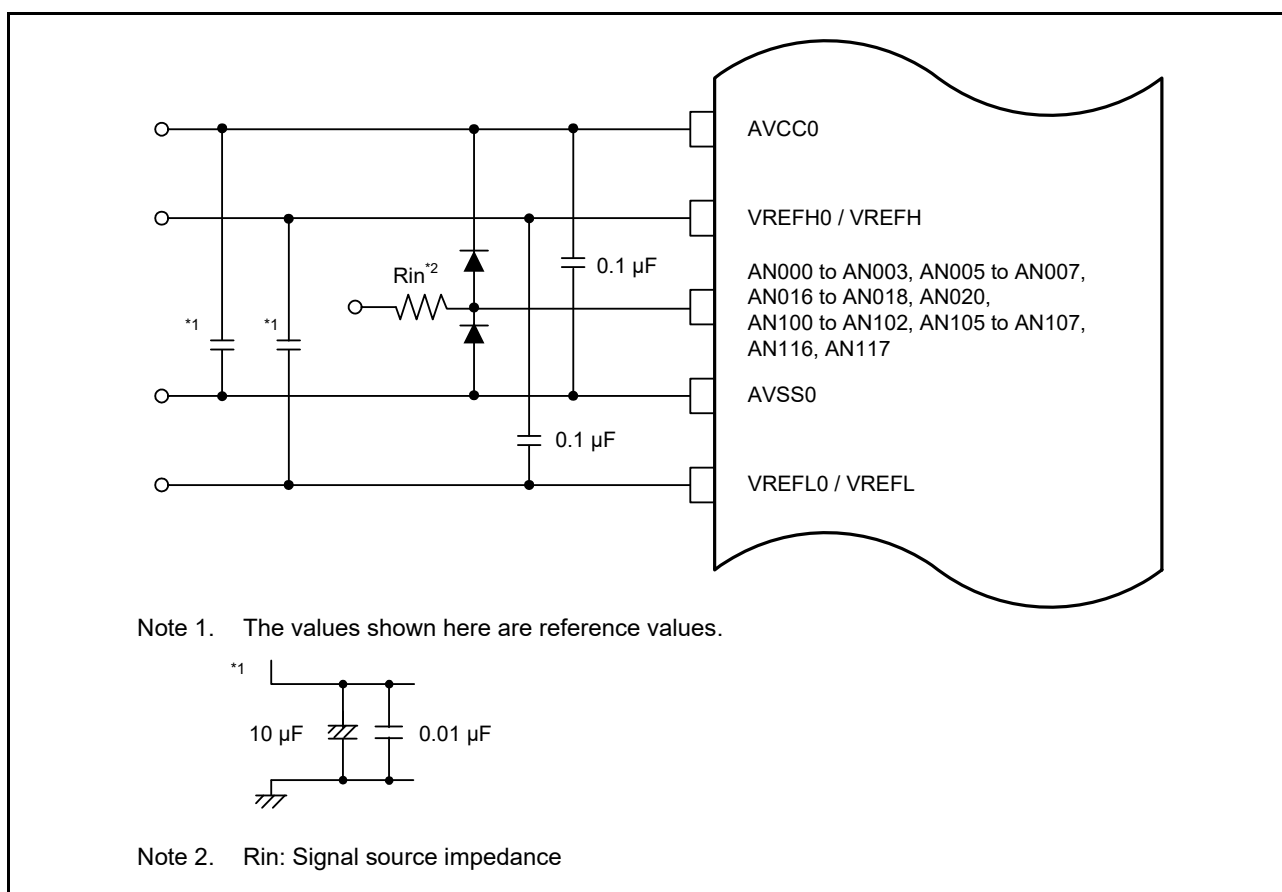 AVCC0
VREFH0 / VREFH
Rin*2
0.1 µF
AN000 to AN003, AN005 to AN007,
AN016 to AN018, AN020,
AN100 to AN102, AN105 to AN107,
AN116, AN117
*1
*1
AVSS0
0.1 µF
VREFL0 / VREFL
Note 1. The values shown here are reference values.
*1
10 µF
0.01 µF
Note 2. Rin: Signal source impedance